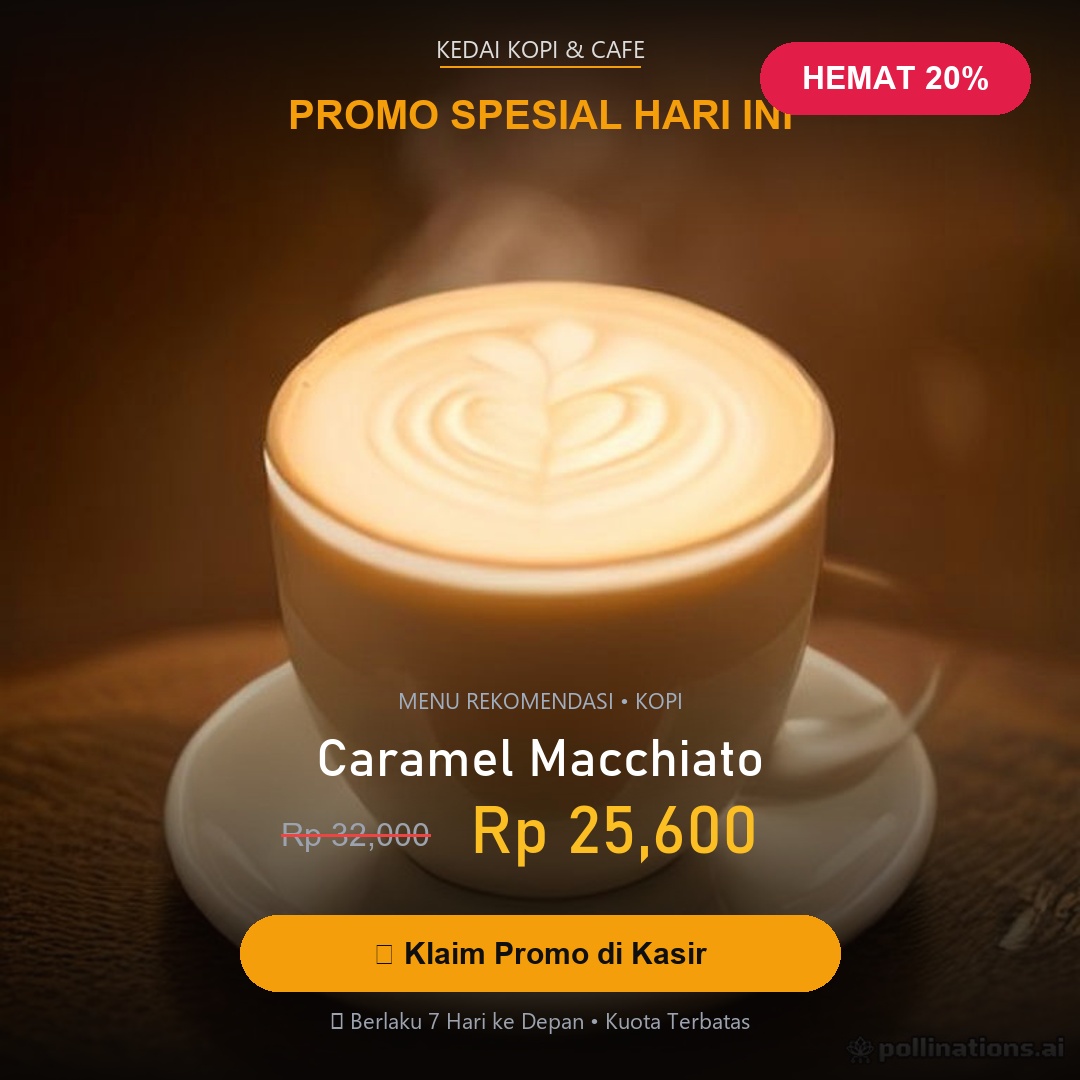 KEDAI KOPI & CAFE
HEMAT 20%
PROMO SPESIAL HARI INI
MENU REKOMENDASI • KOPI
Caramel Macchiato
Rp 32,000 Rp 25,600
▯ Klaim Promo di Kasir
▯ Berlaku 7 Hari ke Depan • Kuota Terbatas
pollinations.ai